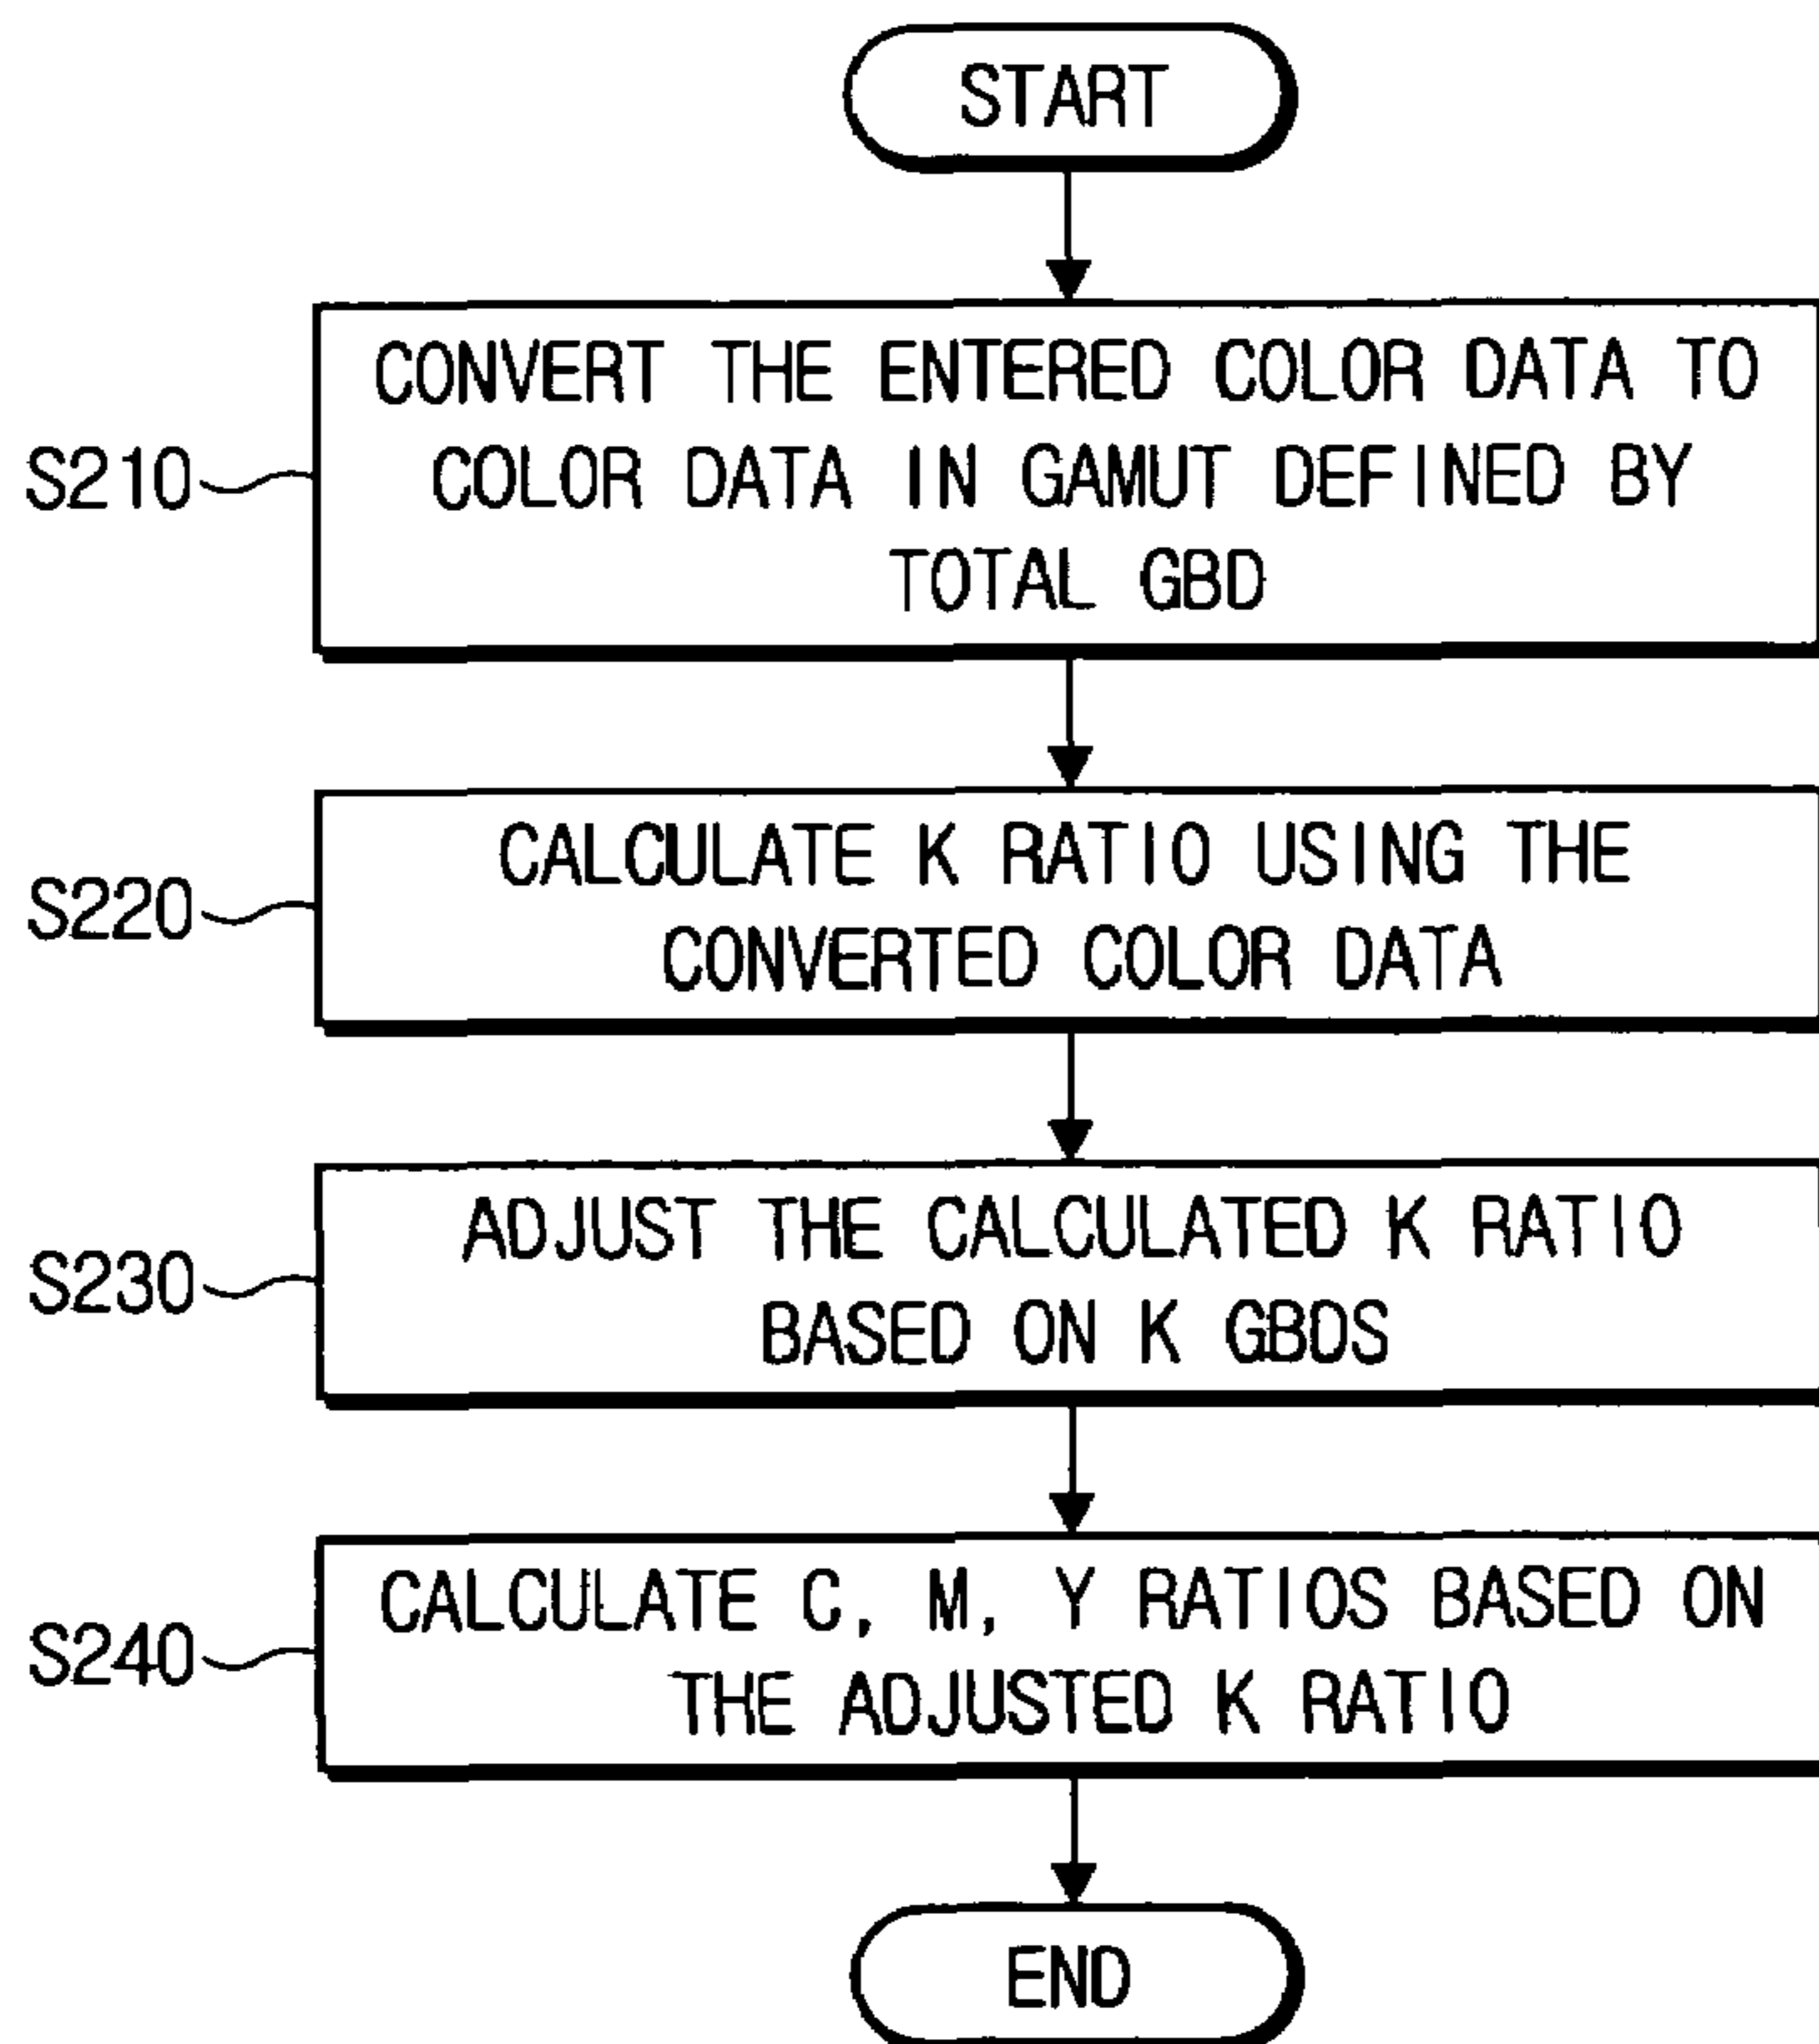 START
CONVERT THE ENTERED COLOR DATA TO
COLOR DATA IN GAMUT DEFINED BY
TOTAL GBD
S210
CALCULATE K RATIO USING THE
CONVERTED COLOR DATA
S220
ADJUST THE CALCULATED K RATIO
BASED ON K GBDS
S230
CALCULATE C, M, Y RATIOS BASED ON
THE ADJUSTED K RATIO
S240
END